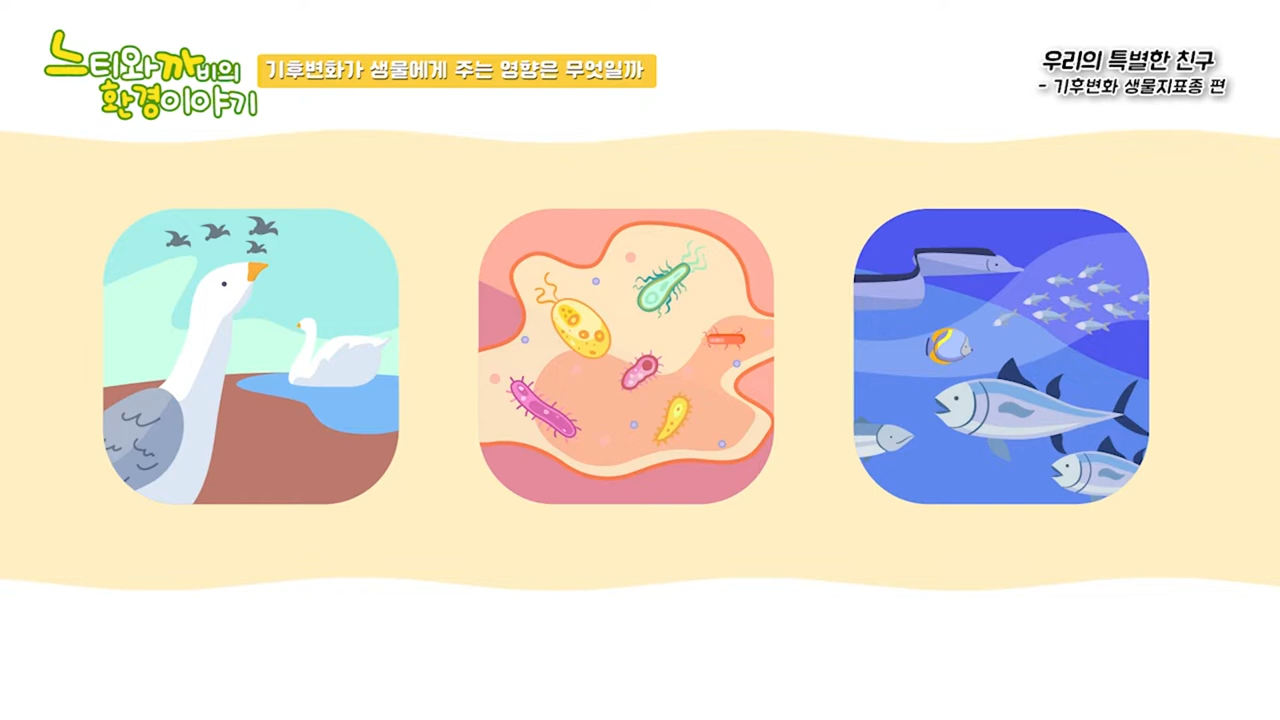 느티와 까비의
환경이야기
기후변화가 생물에게 주는 영향은 무엇일까
우리의 특별한 친구
- 기후변화 생물지표종 편